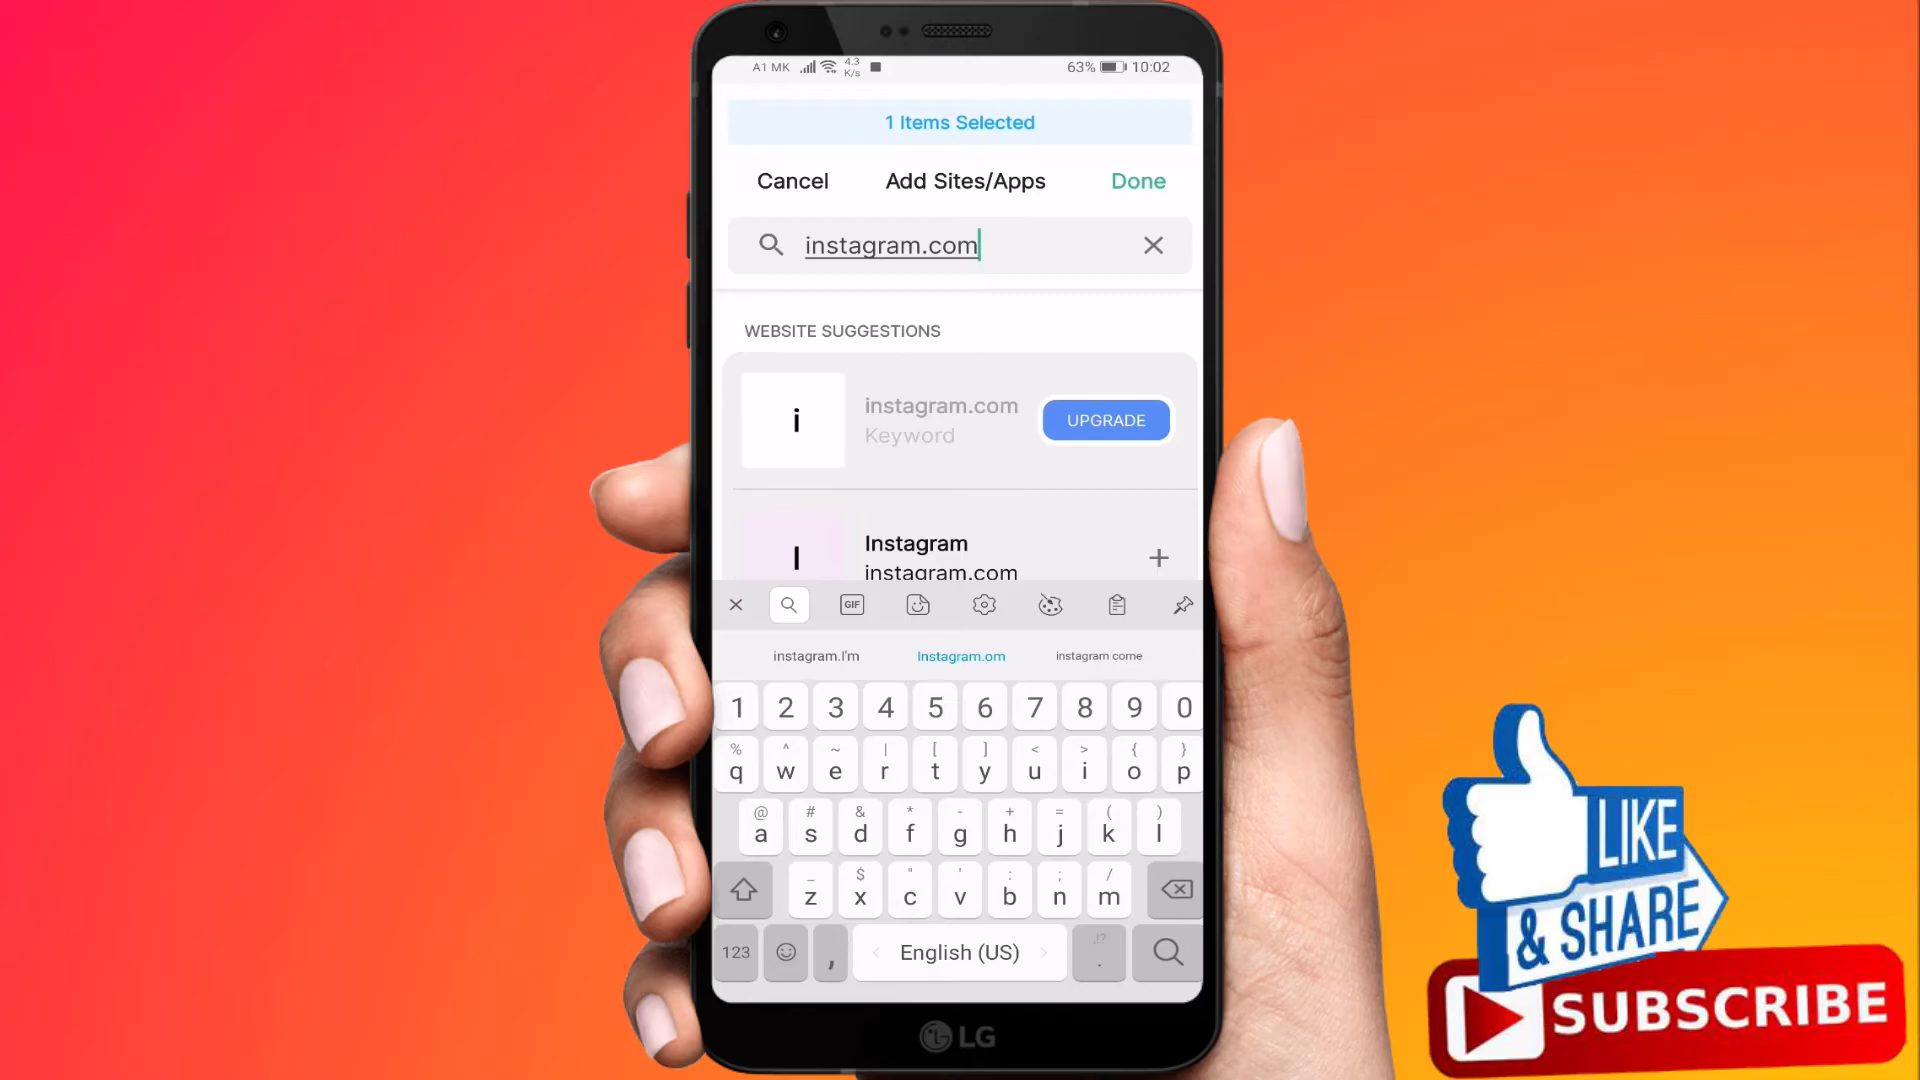 A1 MK 4.3 K/s 63% 10:02
1 Items Selected
Cancel Add Sites/Apps Done
instagram.com
WEBSITE SUGGESTIONS
i instagram.com UPGRADE
Keyword
I Instagram
instagram.com
GIF
instagram.I'm Instagram.om instagram come
1 2 3 4 5 6 7 8 9 0
% ^ ~ | [ ] < > { }
q w e r t y u i o p
@ # & * - + = ( )
a s d f g h j k l
_ $ " ' : ; /
z x c v b n m
,!?
123 , English (US) .
LG
LIKE
& SHARE
SUBSCRIBE